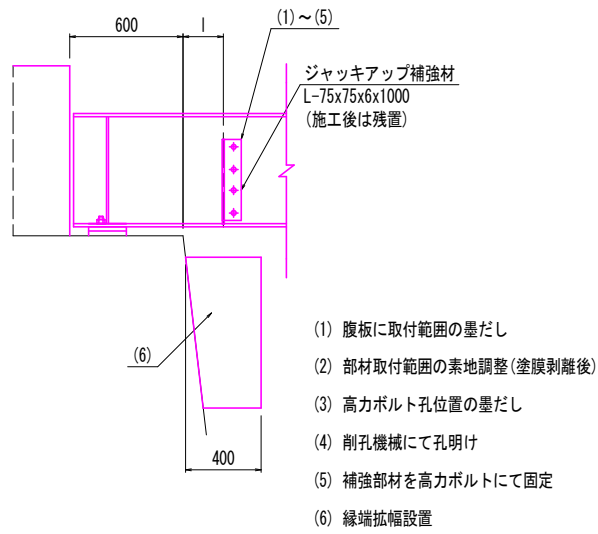 600
l
(1)～(5)
ジャッキアップ補強材
L-75x75x6x1000
(施工後は残置)
(6)
400
(1) 腹板に取付範囲の墨だし
(2) 部材取付範囲の素地調整(塗膜剥離後)
(3) 高力ボルト孔位置の墨だし
(4) 削孔機械にて孔明け
(5) 補強部材を高力ボルトにて固定
(6) 縁端拡幅設置